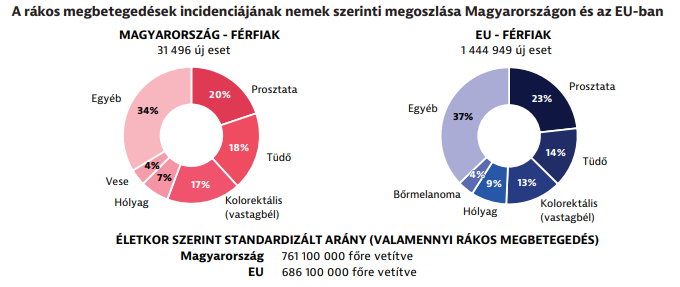 A rákos megbetegedések incidenciájának nemek szerinti megoszlása Magyarországon és az EU-ban
MAGYARORSZÁG - FÉRFIAK
31 496 új eset
Prosztata
20%
Tüdő
18%
Kolorektális
(vastagbél)
17%
Hólyag
7%
Vese
4%
Egyéb
34%
EU - FÉRFIAK
1 444 949 új eset
Prosztata
23%
Tüdő
14%
Kolorektális
(vastagbél)
13%
Hólyag
9%
Bőrmelanoma
4%
Egyéb
37%
ÉLETKOR SZERINT STANDARDIZÁLT ARÁNY (VALAMENNYI RÁKOS MEGBETEGEDÉS)
Magyarország 761 100 000 főre vetítve
EU 686 100 000 főre vetítve